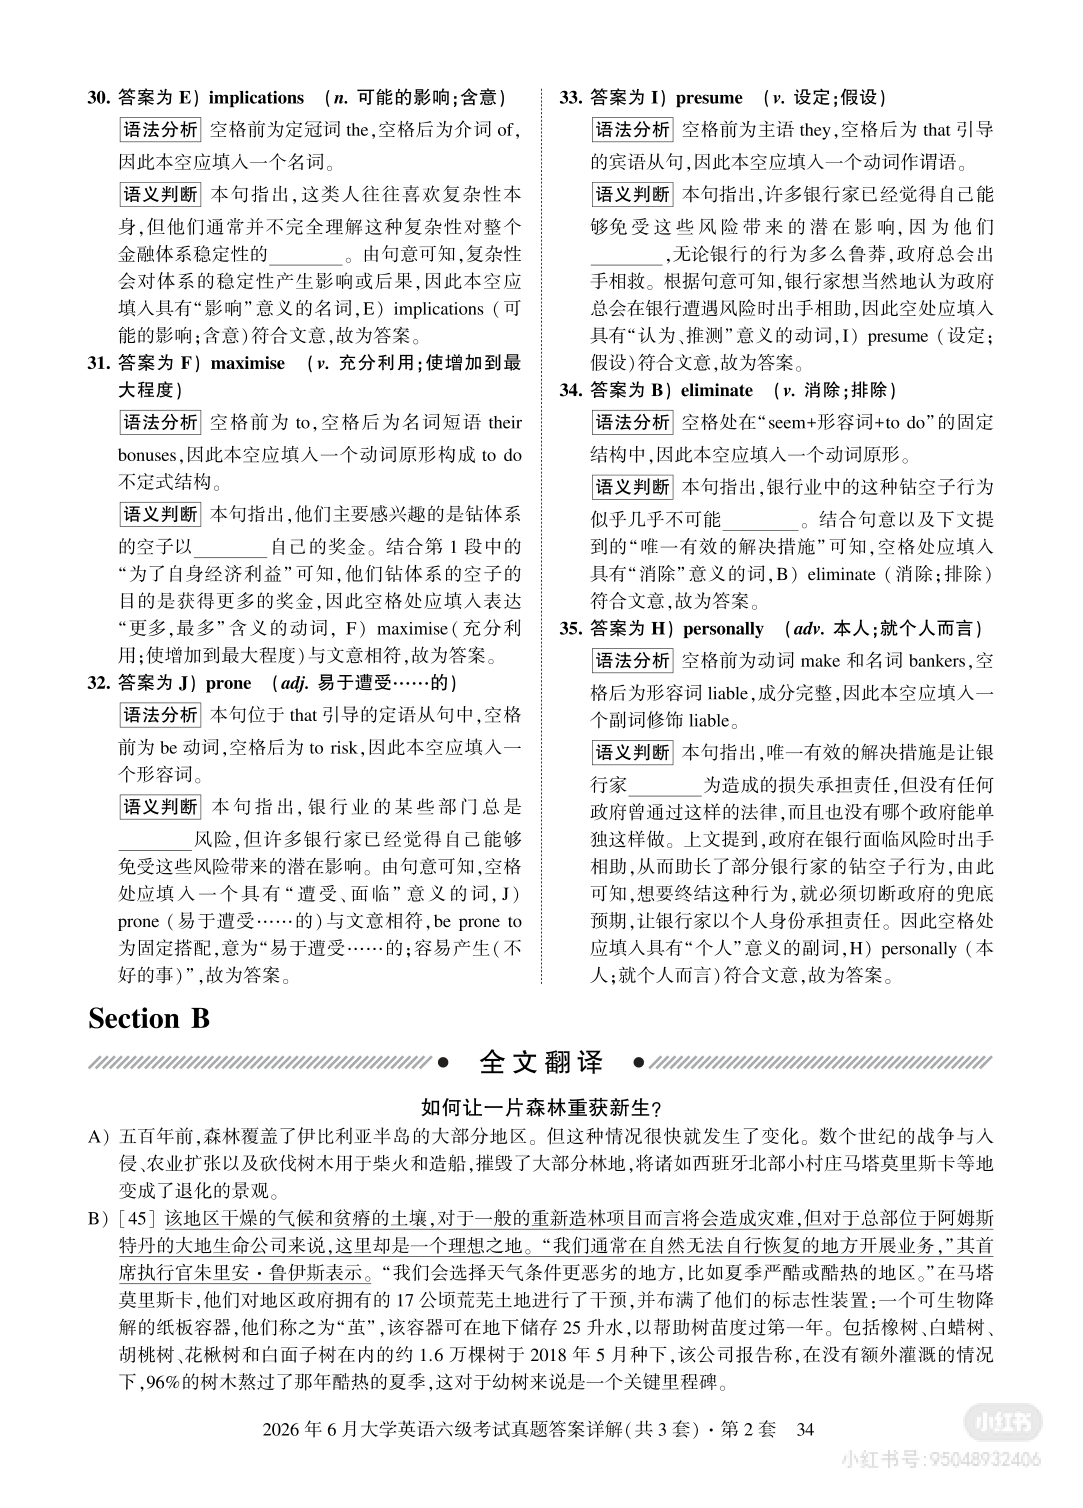 30. 答案为 E) implications (n. 可能的影响;含意)
语法分析 空格前为定冠词 the,空格后为介词 of,
因此本空应填入一个名词。
语义判断 本句指出,这类人往往喜欢复杂性本
身,但他们通常并不完全理解这种复杂性对整个
金融体系稳定性的________。由句意可知,复杂性
会对体系的稳定性产生影响或后果,因此本空应
填入具有“影响”意义的名词,E) implications (可
能的影响;含意)符合文意,故为答案。
31. 答案为 F) maximise (v. 充分利用;使增加到最
大程度)
语法分析 空格前为 to,空格后为名词短语 their
bonuses,因此本空应填入一个动词原形构成 to do
不定式结构。
语义判断 本句指出,他们主要感兴趣的是钻体系
的空子以________自己的奖金。结合第 1 段中的
“为了自身经济利益”可知,他们钻体系的空子的
目的是获得更多的奖金,因此空格处应填入表达
“更多,最多”含义的动词, F) maximise(充分利
用;使增加到最大程度)与文意相符,故为答案。
32. 答案为 J) prone (adj. 易于遭受……的)
语法分析 本句位于 that 引导的定语从句中,空格
前为 be 动词,空格后为 to risk,因此本空应填入一
个形容词。
语义判断 本句指出,银行业的某些部门总是
________风险,但许多银行家已经觉得自己能够
免受这些风险带来的潜在影响。由句意可知,空格
处应填入一个具有“遭受、面临”意义的词,J)
prone (易于遭受……的)与文意相符,be prone to
为固定搭配,意为“易于遭受……的;容易产生(不
好的事)”,故为答案。
33. 答案为 I) presume (v. 设定;假设)
语法分析 空格前为主语 they,空格后为 that 引导
的宾语从句,因此本空应填入一个动词作谓语。
语义判断 本句指出,许多银行家已经觉得自己能
够免受这些风险带来的潜在影响,因为他们
________,无论银行的行为多么鲁莽,政府总会出
手相救。根据句意可知,银行家想当然地认为政府
总会在银行遭遇风险时出手相助,因此空处应填入
具有“认为、推测”意义的动词,I) presume (设定;
假设)符合文意,故为答案。
34. 答案为 B) eliminate (v. 消除;排除)
语法分析 空格处在“seem+形容词+to do”的固定
结构中,因此本空应填入一个动词原形。
语义判断 本句指出,银行业中的这种钻空子行为
似乎几乎不可能________。结合句意以及下文提
到的“唯一有效的解决措施”可知,空格处应填入
具有“消除”意义的词,B) eliminate (消除;排除)
符合文意,故为答案。
35. 答案为 H) personally (adv. 本人;就个人而言)
语法分析 空格前为动词 make 和名词 bankers,空
格后为形容词 liable,成分完整,因此本空应填入一
个副词修饰 liable。
语义判断 本句指出,唯一有效的解决措施是让银
行家________为造成的损失承担责任,但没有任何
政府曾通过这样的法律,而且也没有哪个政府能单
独这样做。上文提到,政府在银行面临风险时出手
相助,从而助长了部分银行家的钻空子行为,由此
可知,想要终结这种行为,就必须切断政府的兜底
预期,让银行家以个人身份承担责任。因此空格处
应填入具有“个人”意义的副词,H) personally (本
人;就个人而言)符合文意,故为答案。
Section B
全文翻译
如何让一片森林重获新生?
A) 五百年前,森林覆盖了伊比利亚半岛的大部分地区。但这种情况很快就发生了变化。数个世纪的战争与入
侵、农业扩张以及砍伐树木用于柴火和造船,摧毁了大部分林地,将诸如西班牙北部小村庄马塔莫里斯卡等地
变成了退化的景观。
B) [45] 该地区干燥的气候和贫瘠的土壤,对于一般的重新造林项目而言将会造成灾难,但对于总部位于阿姆斯
特丹的大地生命公司来说,这里却是一个理想之地。“我们通常在自然无法自行恢复的地方开展业务,”其首
席执行官朱里安·鲁伊斯表示。“我们会选择天气条件更恶劣的地方,比如夏季严酷或酷热的地区。”在马塔
莫里斯卡,他们对地区政府拥有的 17 公顷荒芜土地进行了干预,并布满了他们的标志性装置:一个可生物降
解的纸板容器,他们称之为“茧”,该容器可在地下储存 25 升水,以帮助树苗度过第一年。包括橡树、白蜡树、
胡桃树、花楸树和白面子树在内的约 1.6 万棵树于 2018 年 5 月种下,该公司报告称,在没有额外灌溉的情况
下,96%的树木熬过了那年酷热的夏季,这对于幼树来说是一个关键里程碑。
2026 年 6 月大学英语六级考试真题答案详解(共 3 套)·第 2 套 34
小红书
小红书号:95048932406